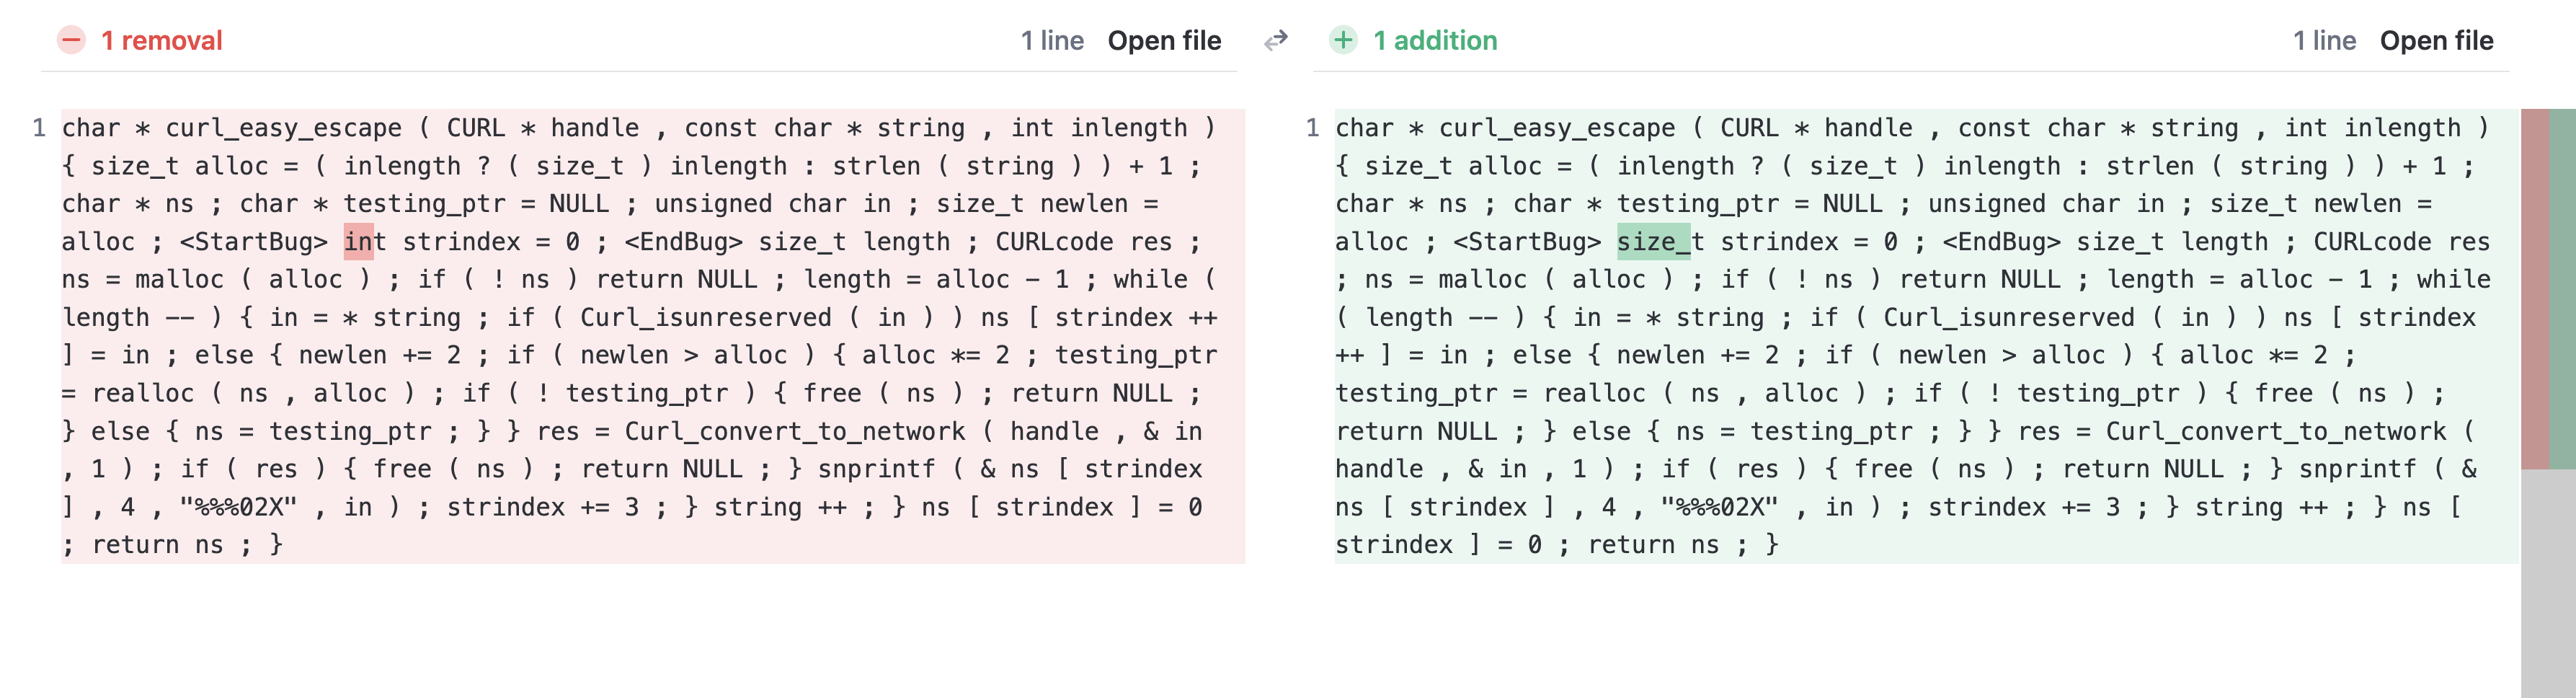 1 removal 1 line Open file
1 addition 1 line Open file
1 char * curl_easy_escape ( CURL * handle , const char * string , int inlength )
{ size_t alloc = ( inlength ? ( size_t ) inlength : strlen ( string ) ) + 1 ;
char * ns ; char * testing_ptr = NULL ; unsigned char in ; size_t newlen =
alloc ; <StartBug> int strindex = 0 ; <EndBug> size_t length ; CURLcode res ;
ns = malloc ( alloc ) ; if ( ! ns ) return NULL ; length = alloc - 1 ; while (
length -- ) { in = * string ; if ( Curl_isunreserved ( in ) ) ns [ strindex ++
] = in ; else { newlen += 2 ; if ( newlen > alloc ) { alloc *= 2 ; testing_ptr
= realloc ( ns , alloc ) ; if ( ! testing_ptr ) { free ( ns ) ; return NULL ;
} else { ns = testing_ptr ; } } res = Curl_convert_to_network ( handle , & in
, 1 ) ; if ( res ) { free ( ns ) ; return NULL ; } snprintf ( & ns [ strindex
] , 4 , "%%%02X" , in ) ; strindex += 3 ; } string ++ ; } ns [ strindex ] = 0
; return ns ; }
1 char * curl_easy_escape ( CURL * handle , const char * string , int inlength )
{ size_t alloc = ( inlength ? ( size_t ) inlength : strlen ( string ) ) + 1 ;
char * ns ; char * testing_ptr = NULL ; unsigned char in ; size_t newlen =
alloc ; <StartBug> size_t strindex = 0 ; <EndBug> size_t length ; CURLcode res
; ns = malloc ( alloc ) ; if ( ! ns ) return NULL ; length = alloc - 1 ; while
( length -- ) { in = * string ; if ( Curl_isunreserved ( in ) ) ns [ strindex
++ ] = in ; else { newlen += 2 ; if ( newlen > alloc ) { alloc *= 2 ;
testing_ptr = realloc ( ns , alloc ) ; if ( ! testing_ptr ) { free ( ns ) ;
return NULL ; } else { ns = testing_ptr ; } } res = Curl_convert_to_network (
handle , & in , 1 ) ; if ( res ) { free ( ns ) ; return NULL ; } snprintf ( &
ns [ strindex ] , 4 , "%%%02X" , in ) ; strindex += 3 ; } string ++ ; } ns [
strindex ] = 0 ; return ns ; }